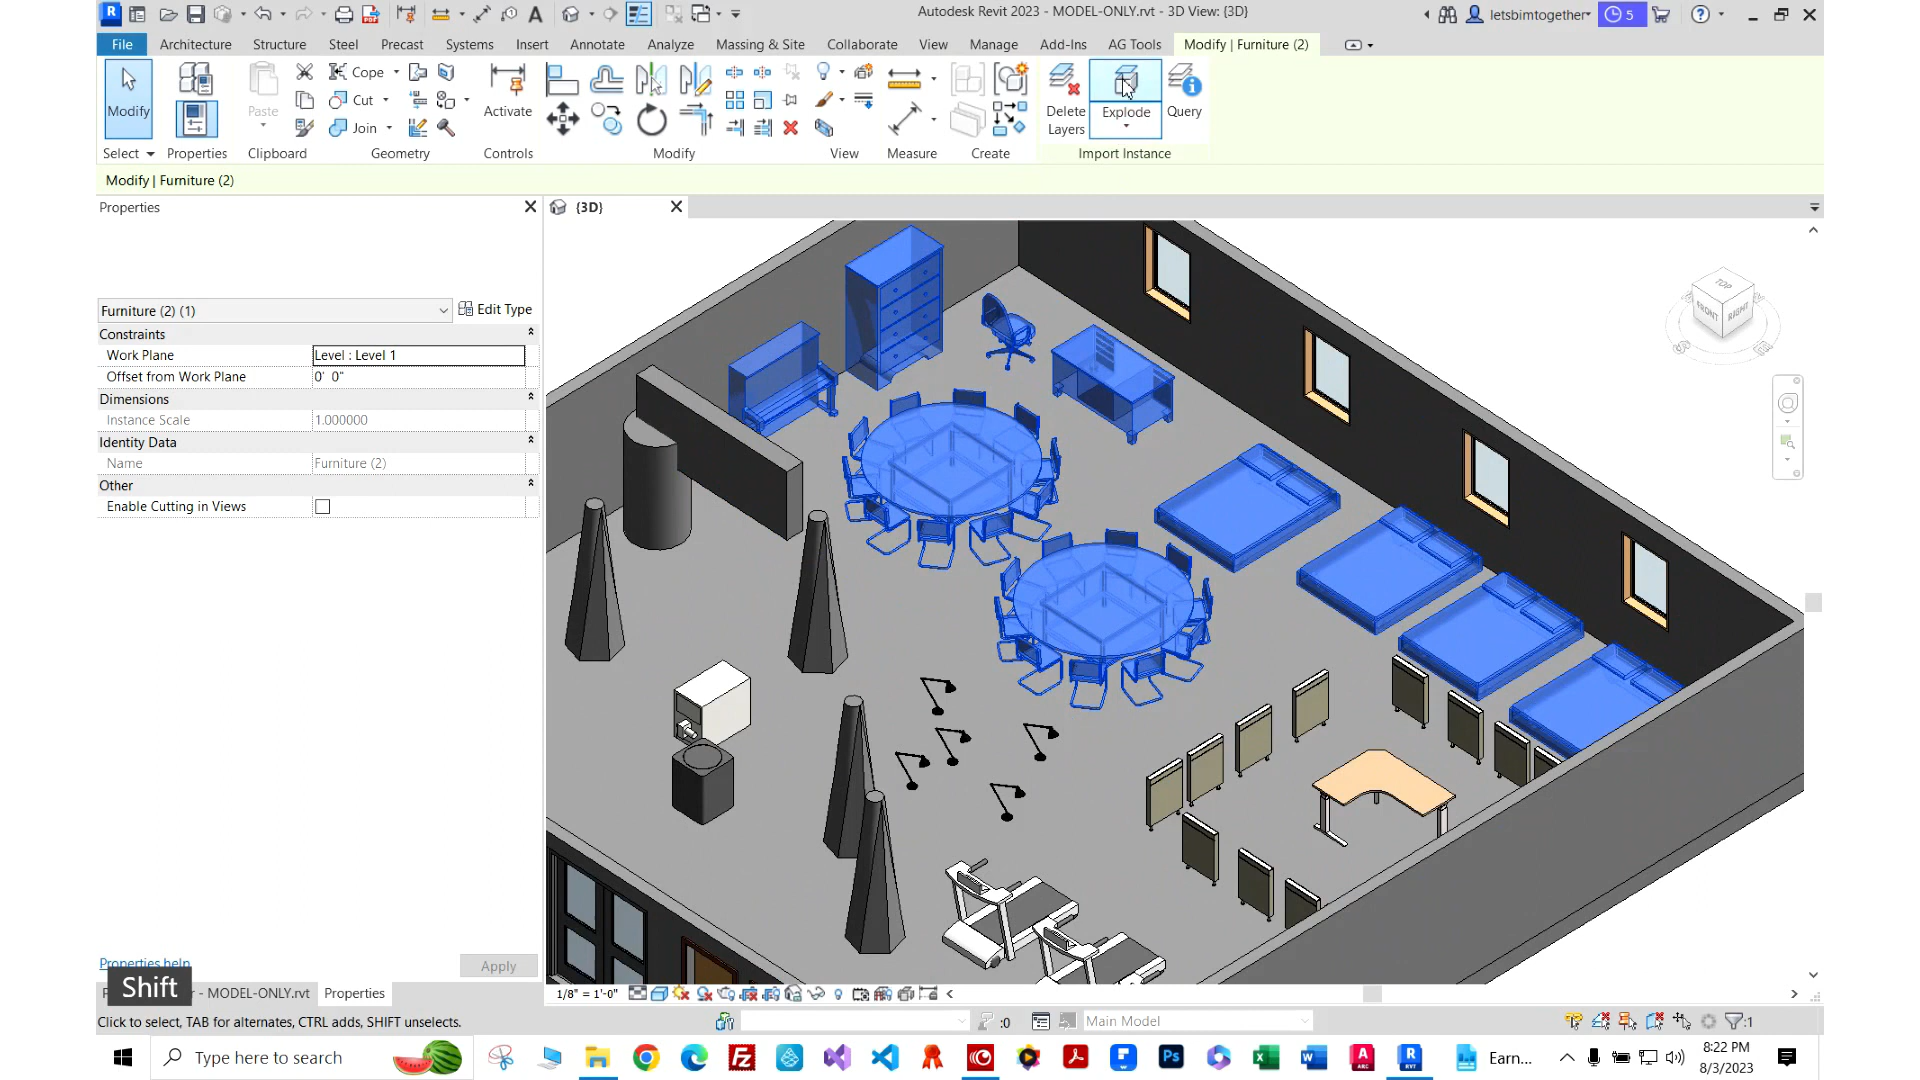 Autodesk Revit 2023 - MODEL-ONLY.rvt - 3D View: {3D}
letsbimtogether
5
File Architecture Structure Steel Precast Systems Insert Annotate Analyze Massing & Site Collaborate View Manage Add-Ins AG Tools Modify | Furniture (2)
Modify
Paste
Cope
Cut
Join
Activate
Delete
Layers
Explode
Query
Select Properties Clipboard Geometry Controls Modify View Measure Create Import Instance
Modify | Furniture (2)
Properties
{3D}
Furniture (2) (1)
Edit Type
Constraints
Work Plane Level : Level 1
Offset from Work Plane 0' 0"
Dimensions
Instance Scale 1.000000
Identity Data
Name Furniture (2)
Other
Enable Cutting in Views
TOP
FRONT
RIGHT
Properties help
Apply
Shift
- MODEL-ONLY.rvt
Properties
1/8" = 1'-0"
Click to select, TAB for alternates, CTRL adds, SHIFT unselects.
:0
Main Model
:1
Type here to search
Earn...
8:22 PM
8/3/2023